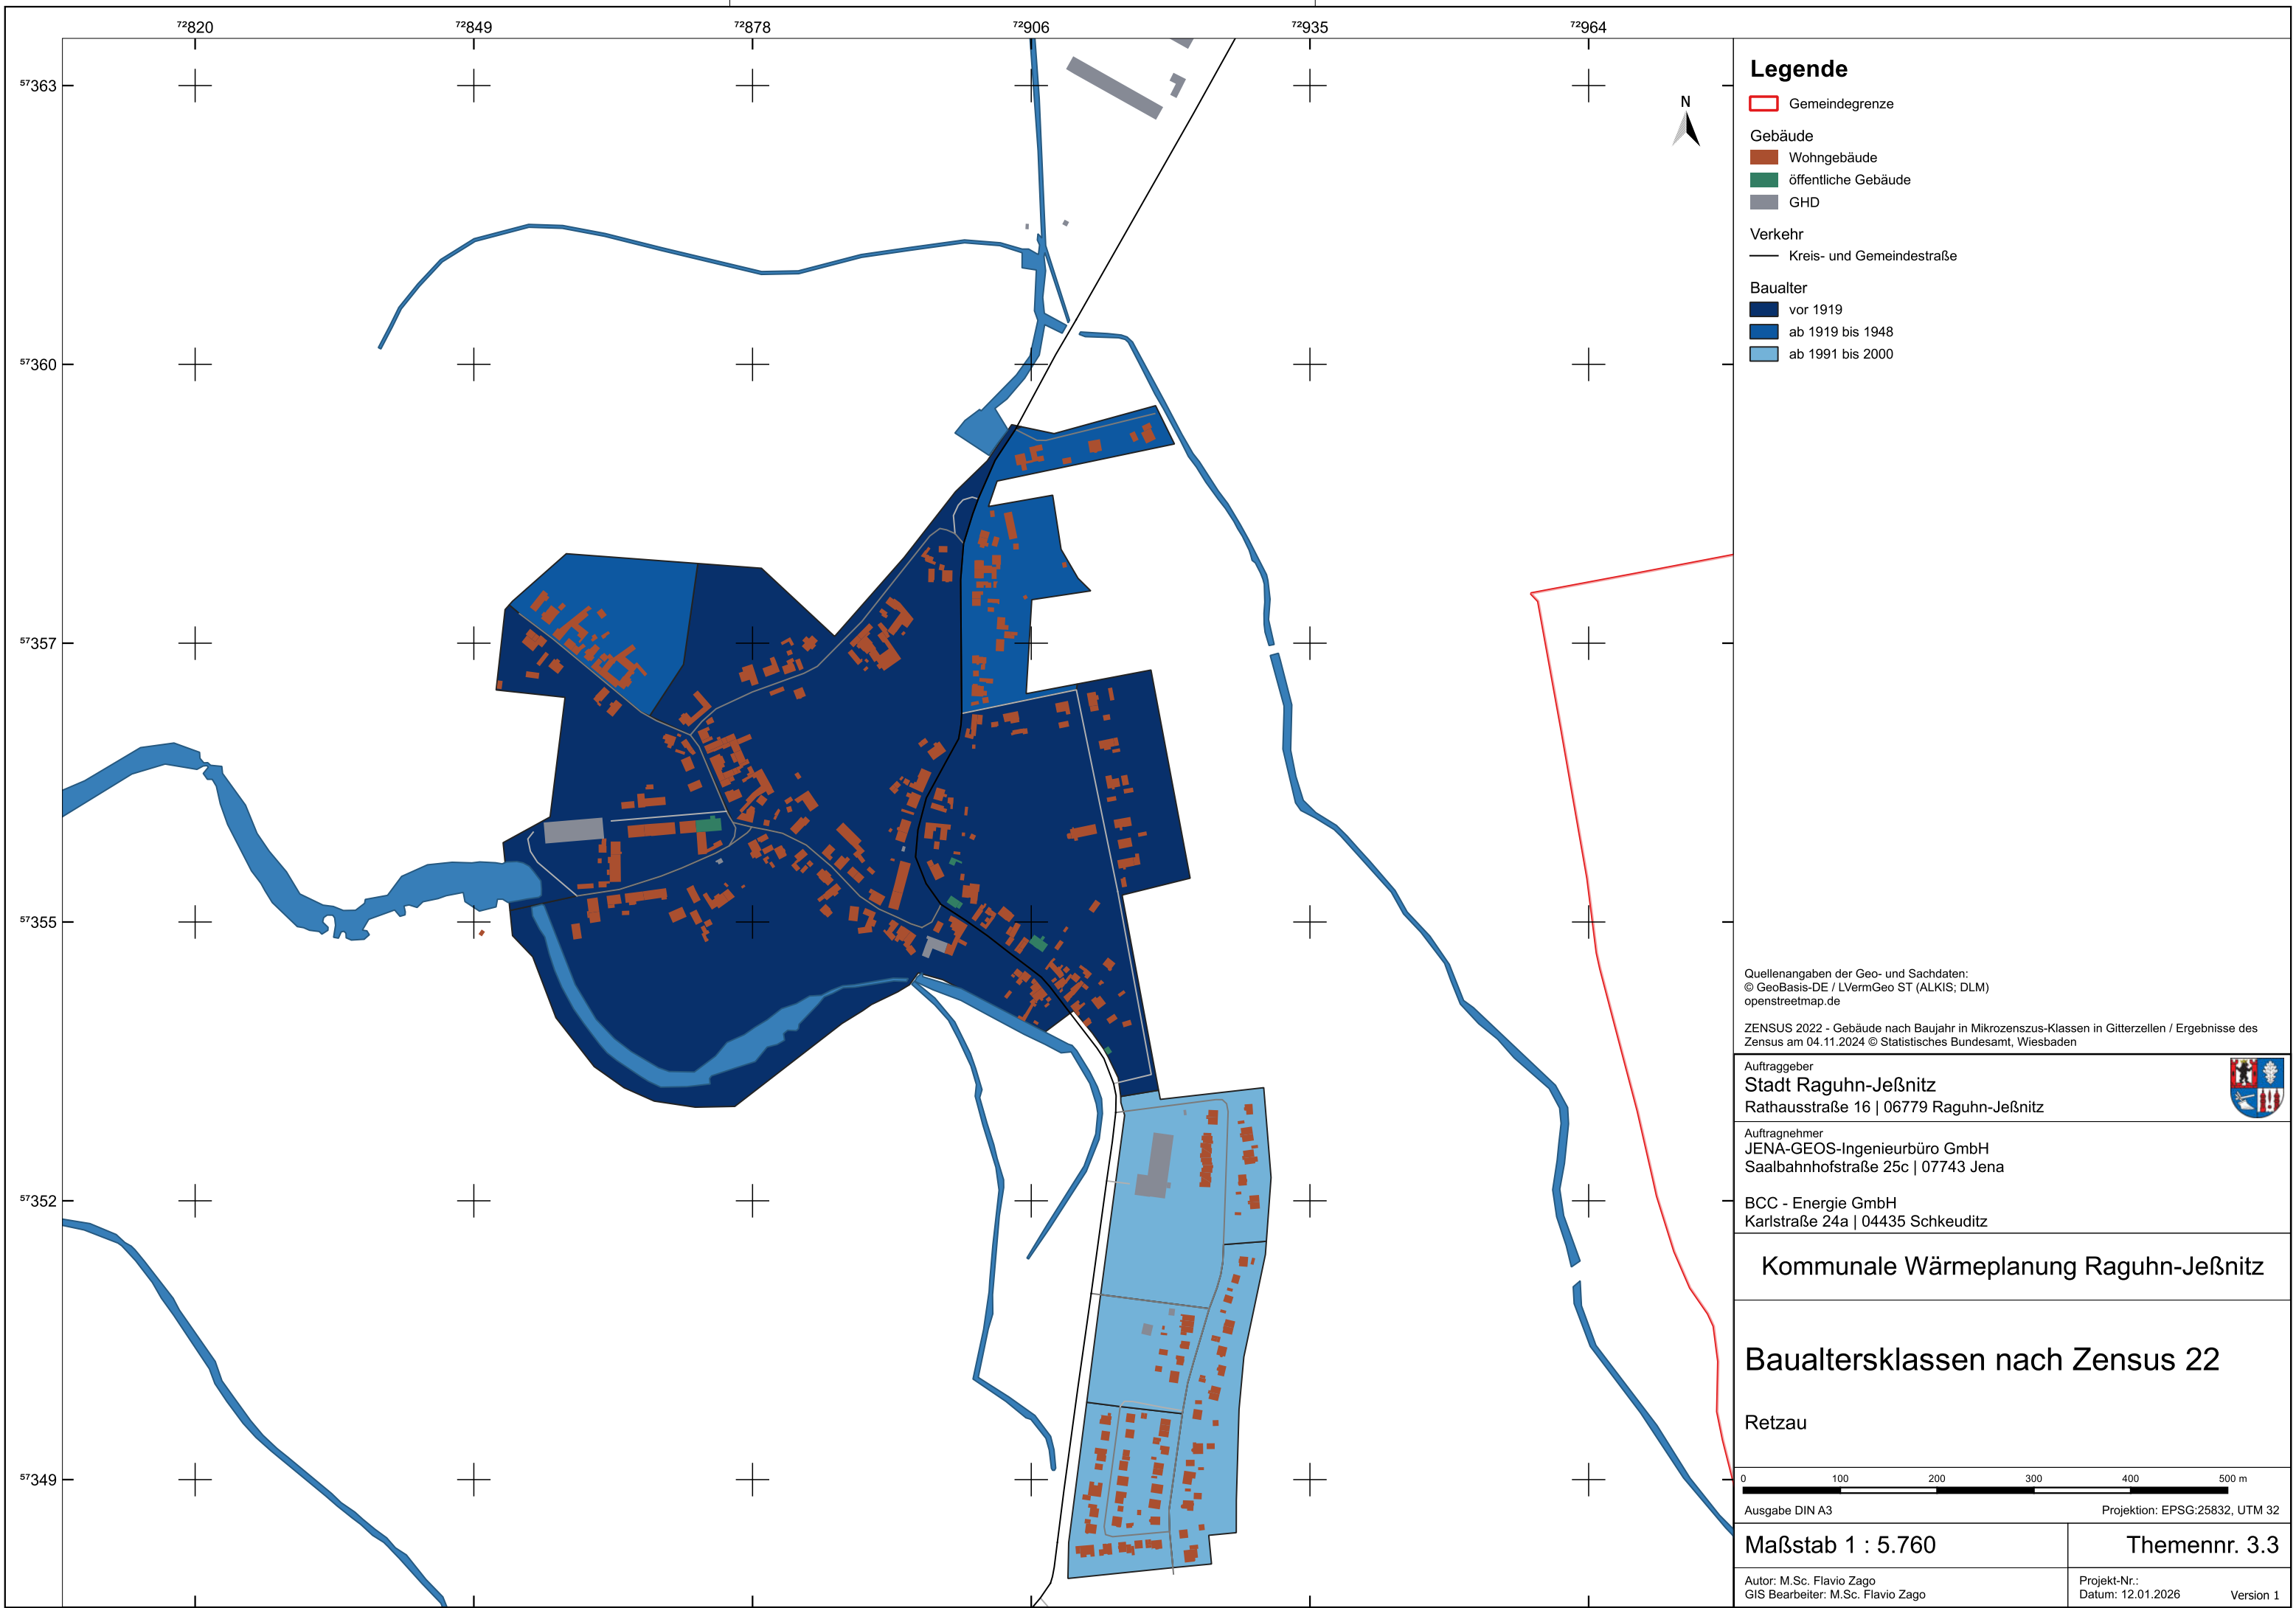 72820 72849 72878 72906 72935 72964
57363
57360
57357
57355
57352
57349
N
Legende
Gemeindegrenze
Gebäude
Wohngebäude
öffentliche Gebäude
GHD
Verkehr
Kreis- und Gemeindestraße
Baualter
vor 1919
ab 1919 bis 1948
ab 1991 bis 2000
Quellenangaben der Geo- und Sachdaten:
© GeoBasis-DE / LVermGeo ST (ALKIS; DLM)
openstreetmap.de
ZENSUS 2022 - Gebäude nach Baujahr in Mikrozenszus-Klassen in Gitterzellen / Ergebnisse des
Zensus am 04.11.2024 © Statistisches Bundesamt, Wiesbaden
Auftraggeber
Stadt Raguhn-Jeßnitz
Rathausstraße 16 | 06779 Raguhn-Jeßnitz
Auftragnehmer
JENA-GEOS-Ingenieurbüro GmbH
Saalbahnhofstraße 25c | 07743 Jena
BCC - Energie GmbH
Karlstraße 24a | 04435 Schkeuditz
Kommunale Wärmeplanung Raguhn-Jeßnitz
Baualtersklassen nach Zensus 22
Retzau
0 100 200 300 400 500 m
Ausgabe DIN A3 Projektion: EPSG:25832, UTM 32
Maßstab 1 : 5.760 Themennr. 3.3
Autor: M.Sc. Flavio Zago Projekt-Nr.:
GIS Bearbeiter: M.Sc. Flavio Zago Datum: 12.01.2026 Version 1